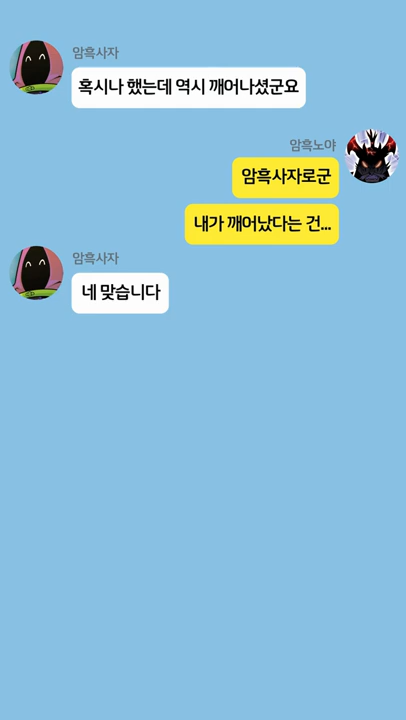 암흑사자
혹시나 했는데 역시 깨어나셨군요
암흑노야
암흑사자로군
내가 깨어났다는 건...
암흑사자
네 맞습니다